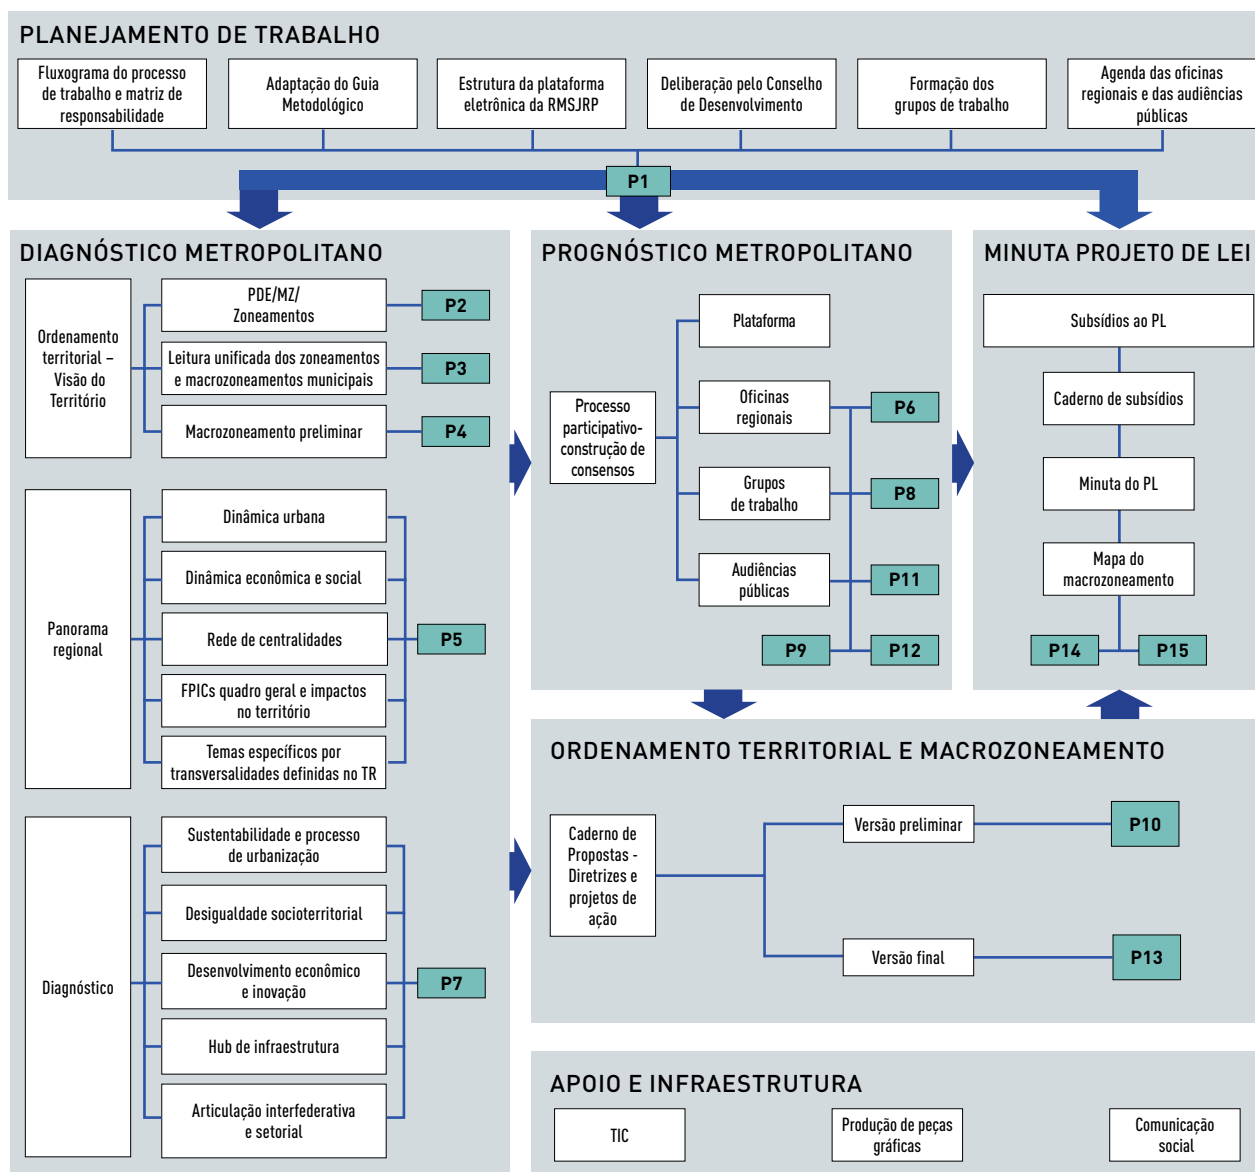 PLANEJAMENTO DE TRABALHO
Fluxograma do processo
de trabalho e matriz de
responsabilidade
Adaptação do Guia
Metodológico
Estrutura da plataforma
eletrônica da RMSJRP
Deliberação pelo Conselho
de Desenvolvimento
Formação dos
grupos de trabalho
Agenda das oficinas
regionais e das audiências
públicas
P1
DIAGNÓSTICO METROPOLITANO
Ordenamento
territorial –
Visão do
Território
PDE/MZ/
Zoneamentos
P2
Leitura unificada dos zoneamentos
e macrozoneamentos municipais
P3
Macrozoneamento preliminar
P4
Panorama
regional
Dinâmica urbana
Dinâmica econômica e social
Rede de centralidades
FPICs quadro geral e impactos
no território
Temas específicos por
transversalidades definidas no TR
P5
Diagnóstico
Sustentabilidade e processo
de urbanização
Desigualdade socioterritorial
Desenvolvimento econômico
e inovação
Hub de infraestrutura
Articulação interfederativa
e setorial
P7
PROGNÓSTICO METROPOLITANO
Processo
participativo-
construção de
consensos
Plataforma
Oficinas
regionais
P6
Grupos
de trabalho
P8
Audiências
públicas
P11
P9
P12
MINUTA PROJETO DE LEI
Subsídios ao PL
Caderno de subsídios
Minuta do PL
Mapa do
macrozoneamento
P14
P15
ORDENAMENTO TERRITORIAL E MACROZONEAMENTO
Caderno de
Propostas -
Diretrizes e
projetos de
ação
Versão preliminar
P10
Versão final
P13
APOIO E INFRAESTRUTURA
TIC
Produção de peças
gráficas
Comunicação
social